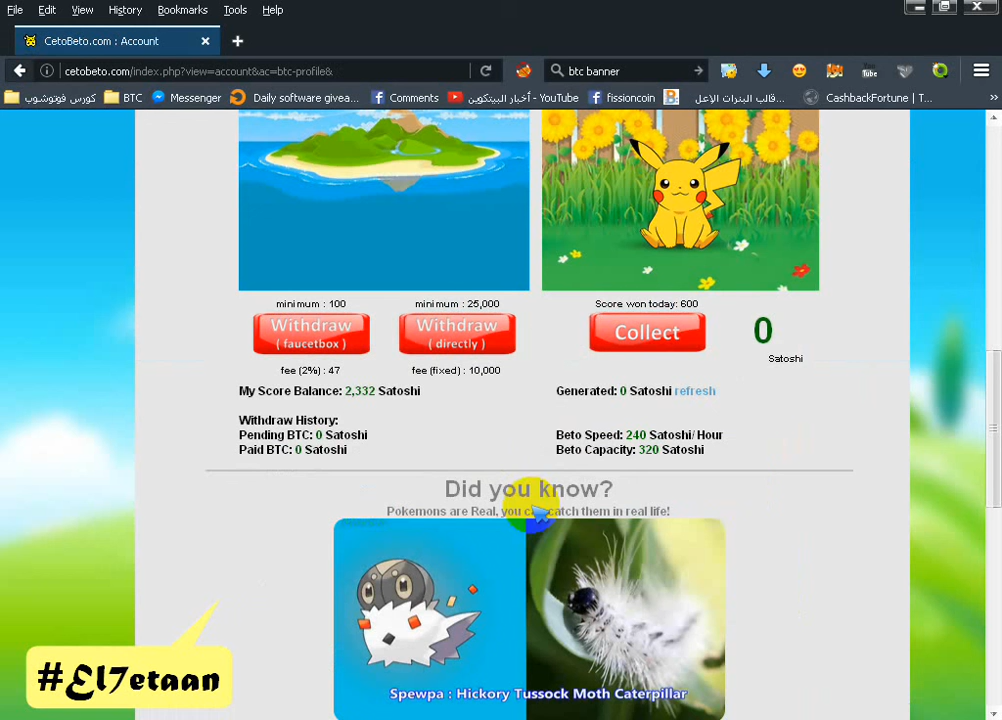 File Edit View History Bookmarks Tools Help
CetoBeto.com : Account
cetobeto.com/index.php?view=account&ac=btc-profile&
btc banner
You Tube
كورس فوتوشوب BTC Messenger Daily software givea... Comments أخبار البيتكوين - YouTube fissioncoin قالب البنرات الإعل... CashbackFortune | T...
minimum : 100 minimum : 25,000 Score won today: 600
Withdraw Withdraw Collect 0
( faucetbox ) ( directly )
Satoshi
fee (2%) : 47 fee (fixed) : 10,000
My Score Balance: 2,332 Satoshi Generated: 0 Satoshi refresh
Withdraw History:
Pending BTC: 0 Satoshi Beto Speed: 240 Satoshi/Hour
Paid BTC: 0 Satoshi Beto Capacity: 320 Satoshi
Did you know?
Pokemons are Real, you can catch them in real life!
#El7etaan
Spewpa : Hickory Tussock Moth Caterpillar